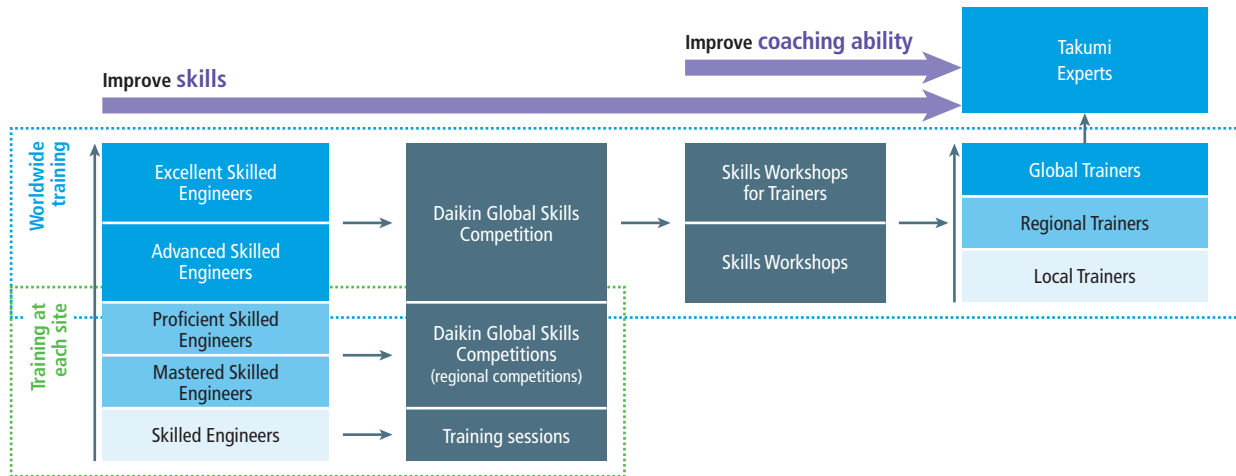 Improve coaching ability
Improve skills
Takumi
Experts
Worldwide
training
Excellent Skilled
Engineers
Advanced Skilled
Engineers
Daikin Global Skills
Competition
Skills Workshops
for Trainers
Skills Workshops
Global Trainers
Regional Trainers
Local Trainers
Training at
each site
Proficient Skilled
Engineers
Mastered Skilled
Engineers
Skilled Engineers
Daikin Global Skills
Competitions
(regional competitions)
Training sessions